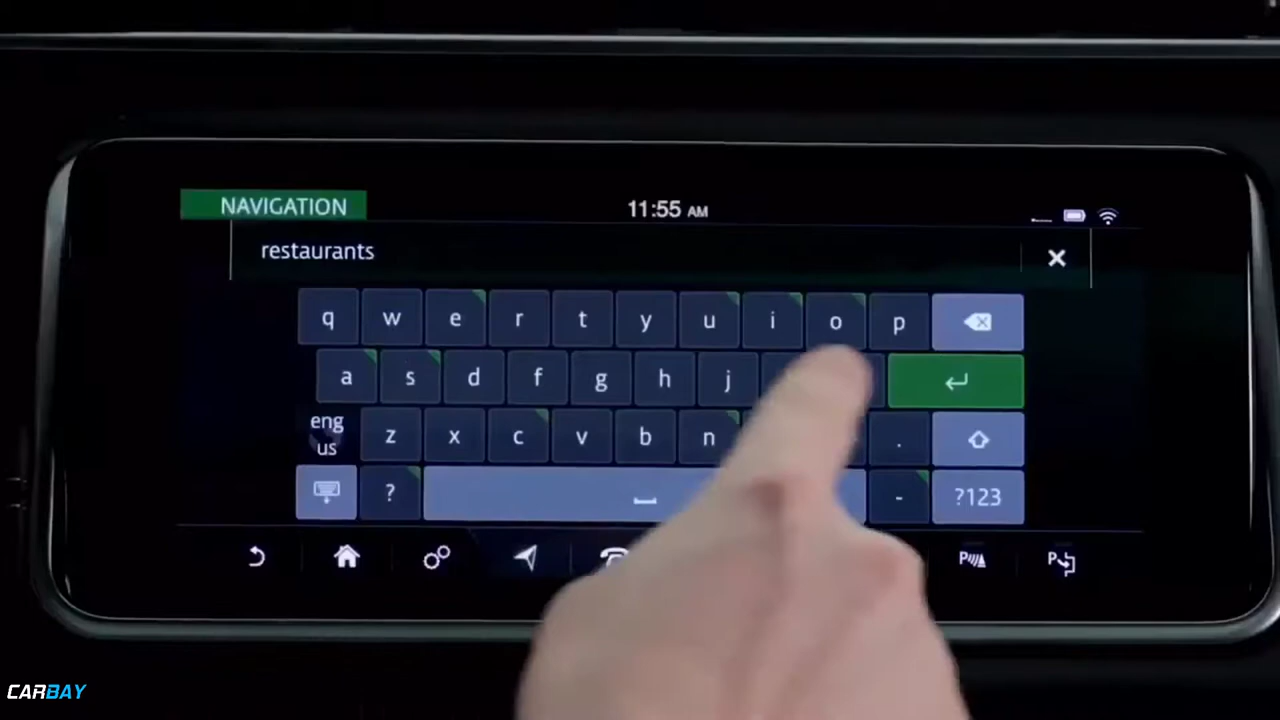 NAVIGATION
11:55 AM
restaurants
q w e r t y u i o p
a s d f g h j
eng
us
z x c v b n .
? - ?123
P P
CARBAY